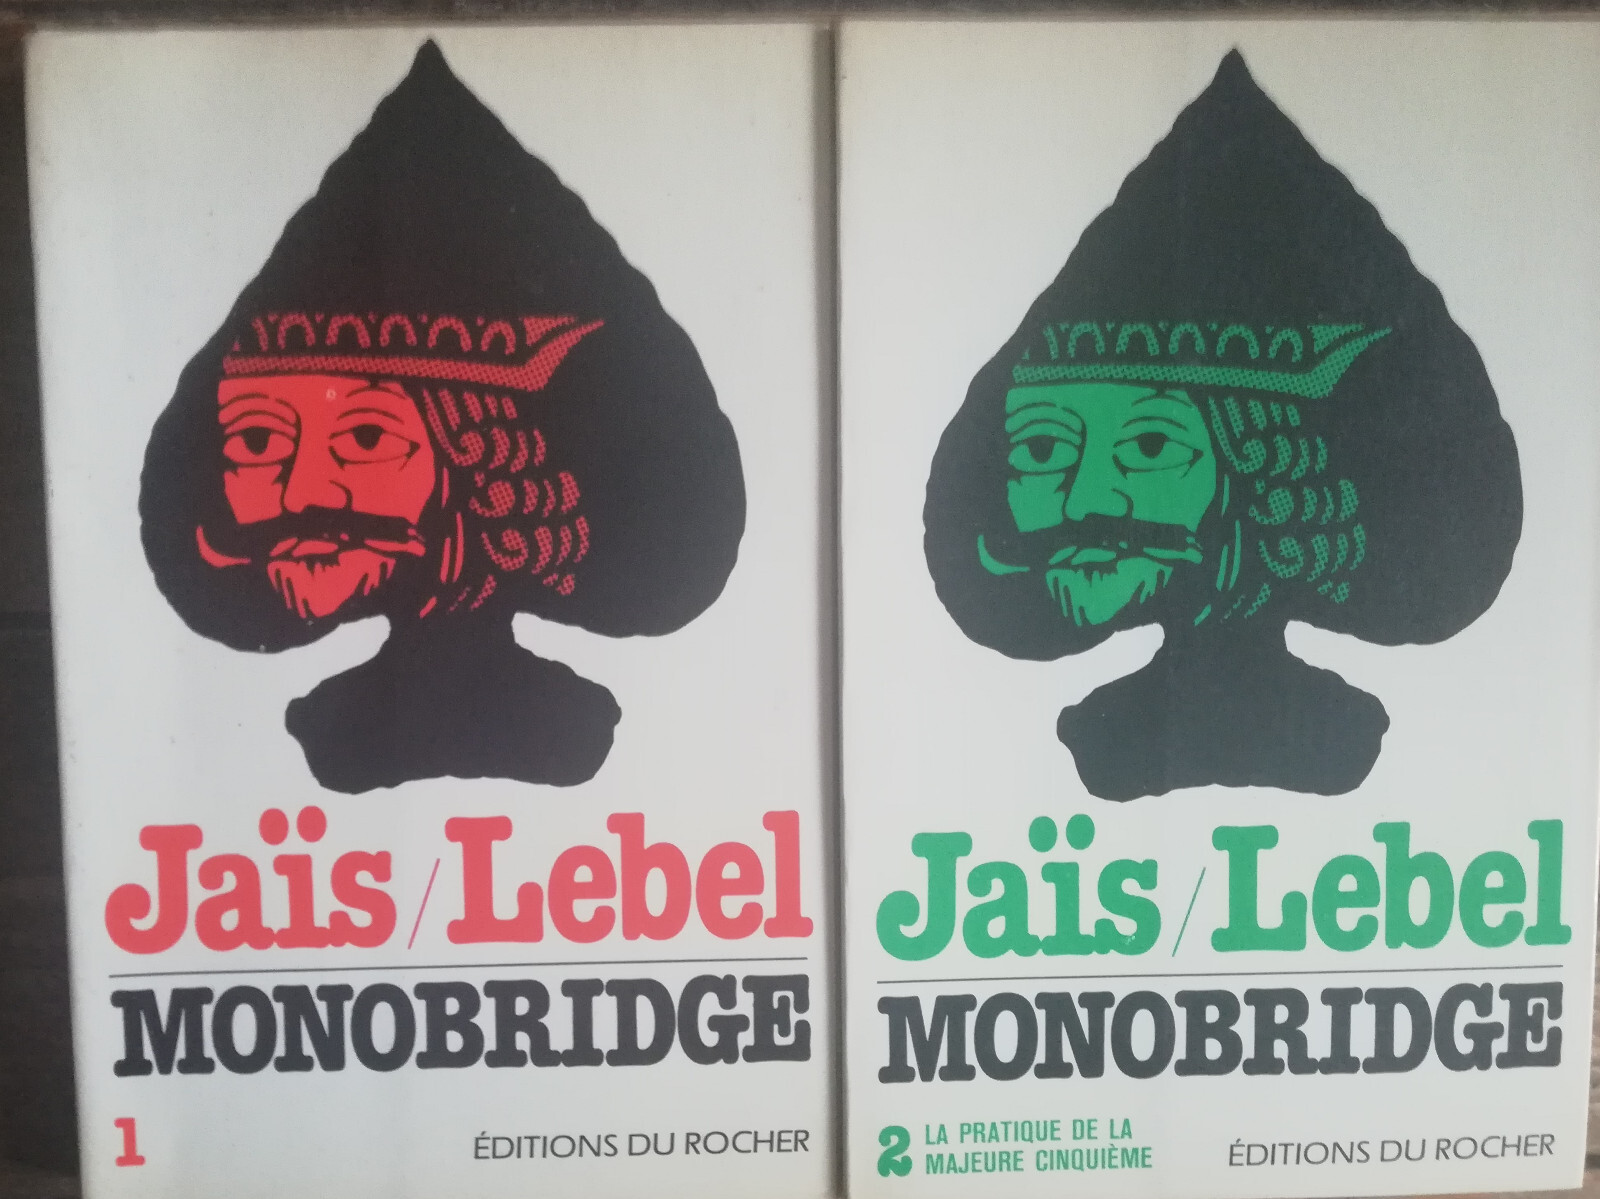 Jaïs / Lebel
MONOBRIDGE
1
ÉDITIONS DU ROCHER
Jaïs / Lebel
MONOBRIDGE
2 LA PRATIQUE DE LA
MAJEURE CINQUIÈME
ÉDITIONS DU ROCHER